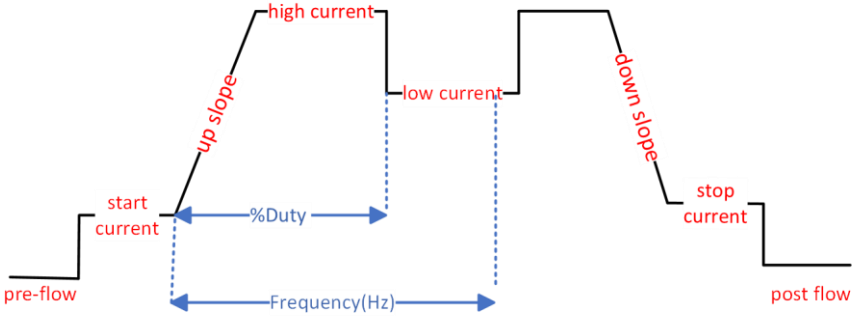 high current
up slope
low current
down slope
start
current
%Duty
stop
current
pre-flow
Frequency(Hz)
post flow